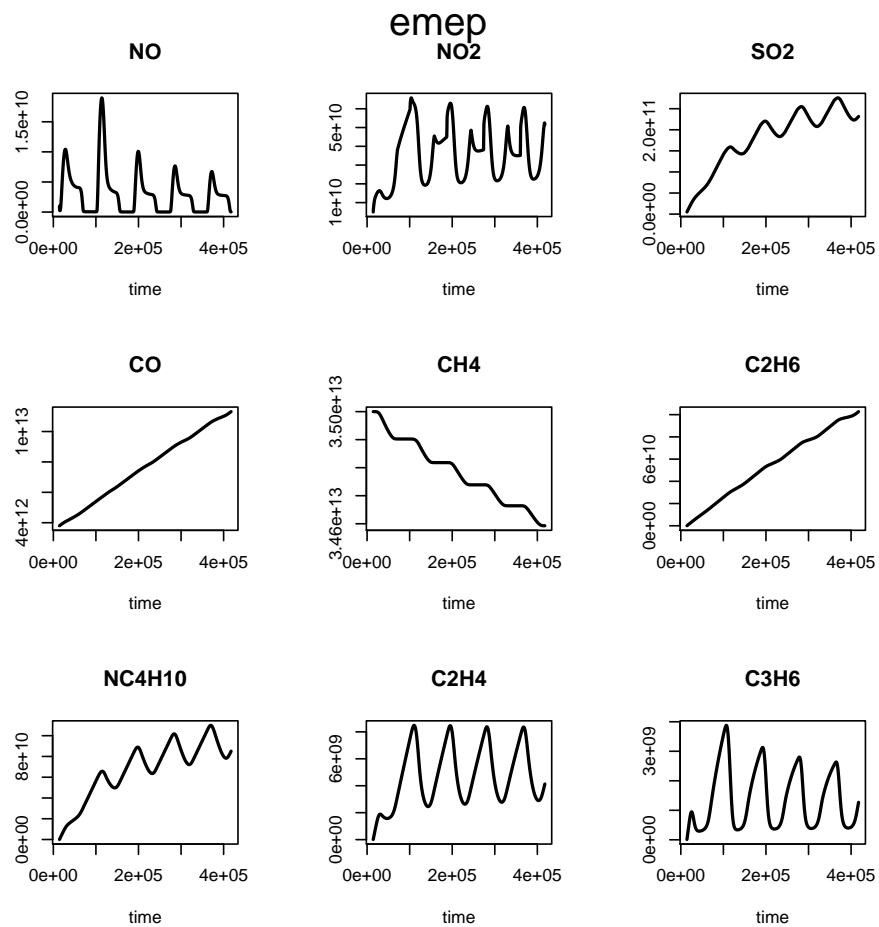 emep
NO
NO2
SO2
0.0e+00 1.5e+10
1e+10 5e+10
0.0e+00 2.0e+11
0e+00 2e+05 4e+05
0e+00 2e+05 4e+05
0e+00 2e+05 4e+05
time
time
time
CO
CH4
C2H6
4e+12 1e+13
3.46e+13 3.50e+13
0e+00 6e+10
0e+00 2e+05 4e+05
0e+00 2e+05 4e+05
0e+00 2e+05 4e+05
time
time
time
NC4H10
C2H4
C3H6
0e+00 8e+10
0e+00 6e+09
0e+00 3e+09
0e+00 2e+05 4e+05
0e+00 2e+05 4e+05
0e+00 2e+05 4e+05
time
time
time